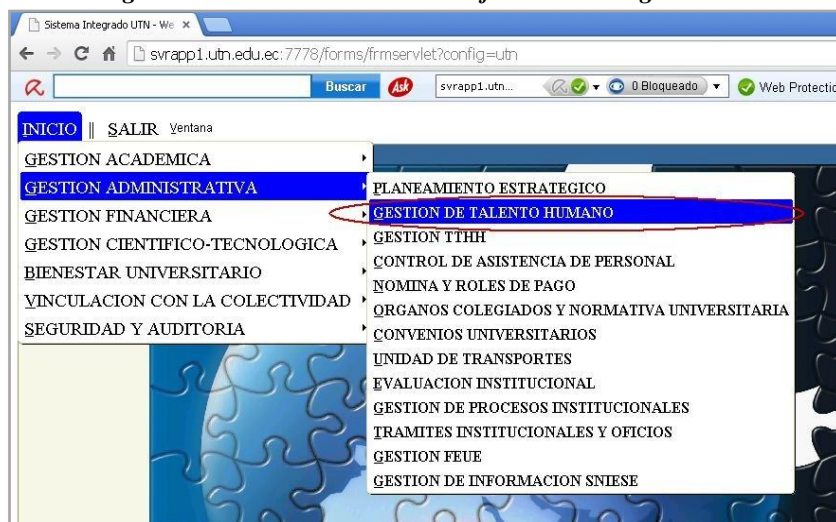 Sistema Integrado UTN - We ×
svrapp1.utn.edu.ec:7778/forms/frmservlet?config=utn
Buscar Ask svrapp1.utn... 0 Bloqueado Web Protectio
INICIO || SALIR Ventana
GESTION ACADEMICA
GESTION ADMINISTRATIVA
GESTION FINANCIERA
GESTION CIENTIFICO-TECNOLOGICA
BIENESTAR UNIVERSITARIO
VINCULACION CON LA COLECTIVIDAD
SEGURIDAD Y AUDITORIA
PLANEAMIENTO ESTRATEGICO
GESTION DE TALENTO HUMANO
GESTION TTHH
CONTROL DE ASISTENCIA DE PERSONAL
NOMINA Y ROLES DE PAGO
ORGANOS COLEGIADOS Y NORMATIVA UNIVERSITARIA
CONVENIOS UNIVERSITARIOS
UNIDAD DE TRANSPORTES
EVALUACION INSTITUCIONAL
GESTION DE PROCESOS INSTITUCIONALES
TRAMITES INSTITUCIONALES Y OFICIOS
GESTION FEUE
GESTION DE INFORMACION SNIESE